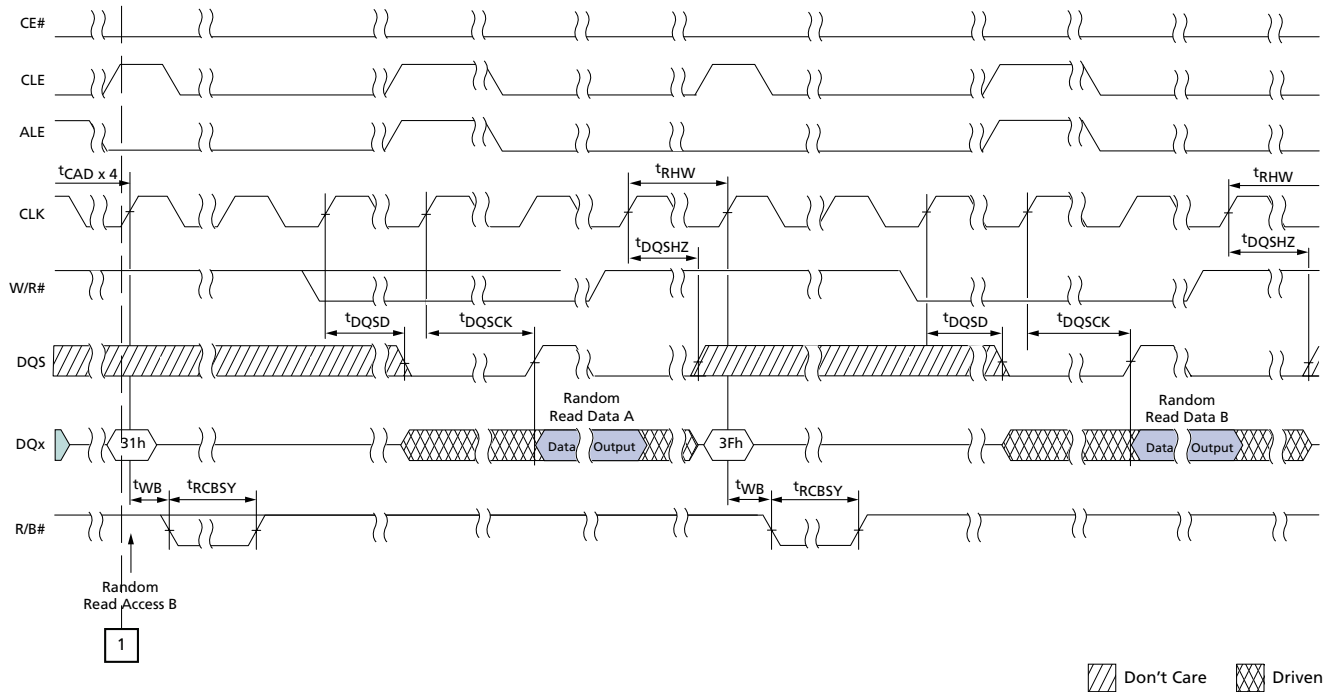 CE#
CLE
ALE
tCAD x 4
tRHW
tRHW
CLK
tDQSHZ
tDQSHZ
W/R#
tDQSD
tDQSCK
tDQSD
tDQSCK
DQS
Random
Read Data A
Random
Read Data B
DQx
31h
Data
Output
3Fh
Data
Output
tWB
tRCBSY
tWB
tRCBSY
R/B#
Random
Read Access B
1
Don't Care
Driven